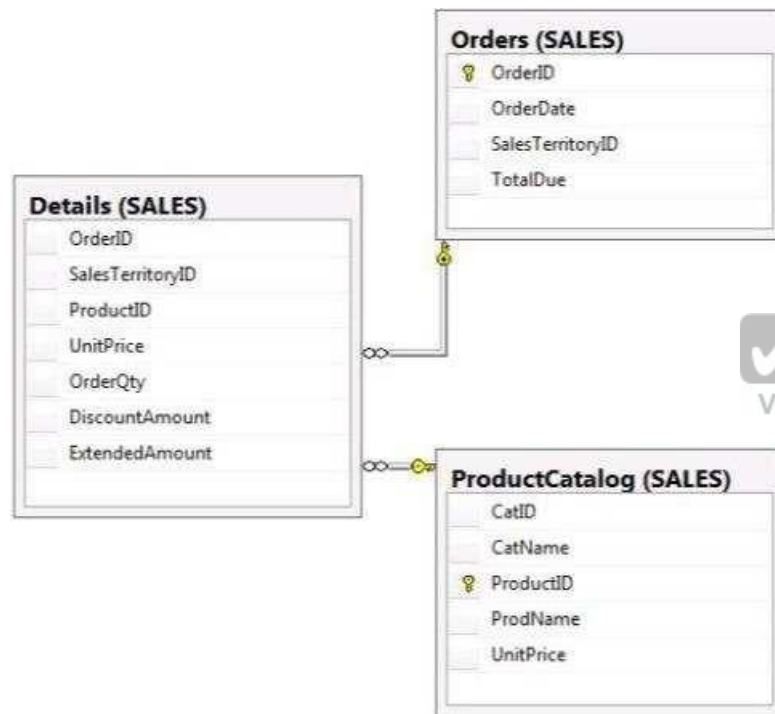 Orders (SALES)
OrderID
OrderDate
SalesTerritoryID
TotalDue
Details (SALES)
OrderID
SalesTerritoryID
ProductID
UnitPrice
OrderQty
DiscountAmount
ExtendedAmount
ProductCatalog (SALES)
CatID
CatName
ProductID
ProdName
UnitPrice